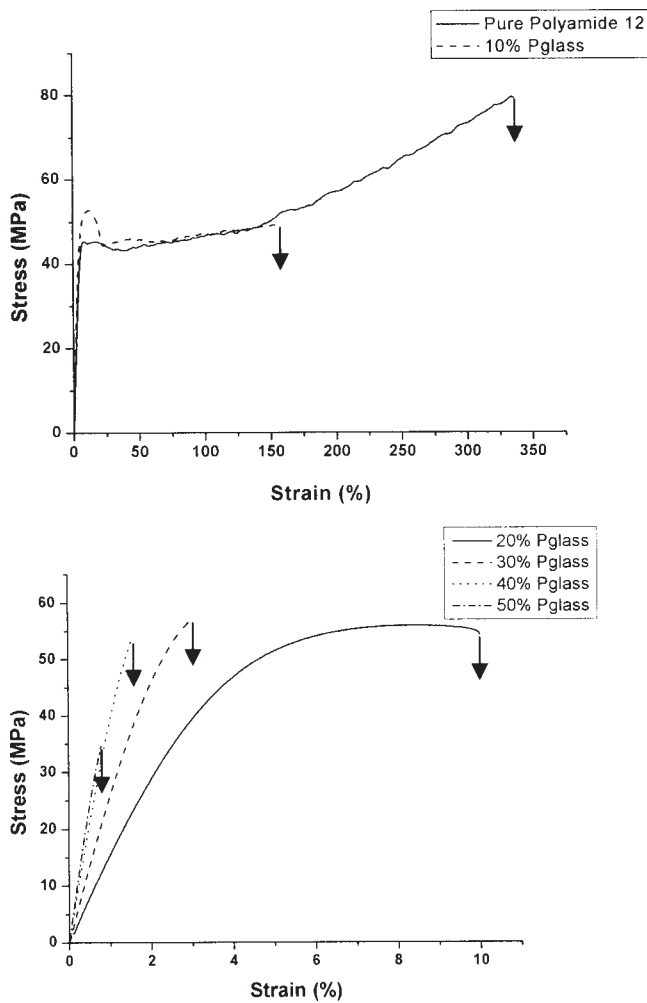 Pure Polyamide 12
10% Pglass
80
60
40
20
0
0 50 100 150 200 250 300 350
Stress (MPa)
Strain (%)
20% Pglass
30% Pglass
40% Pglass
50% Pglass
60
50
40
30
20
10
0
0 2 4 6 8 10
Stress (MPa)
Strain (%)